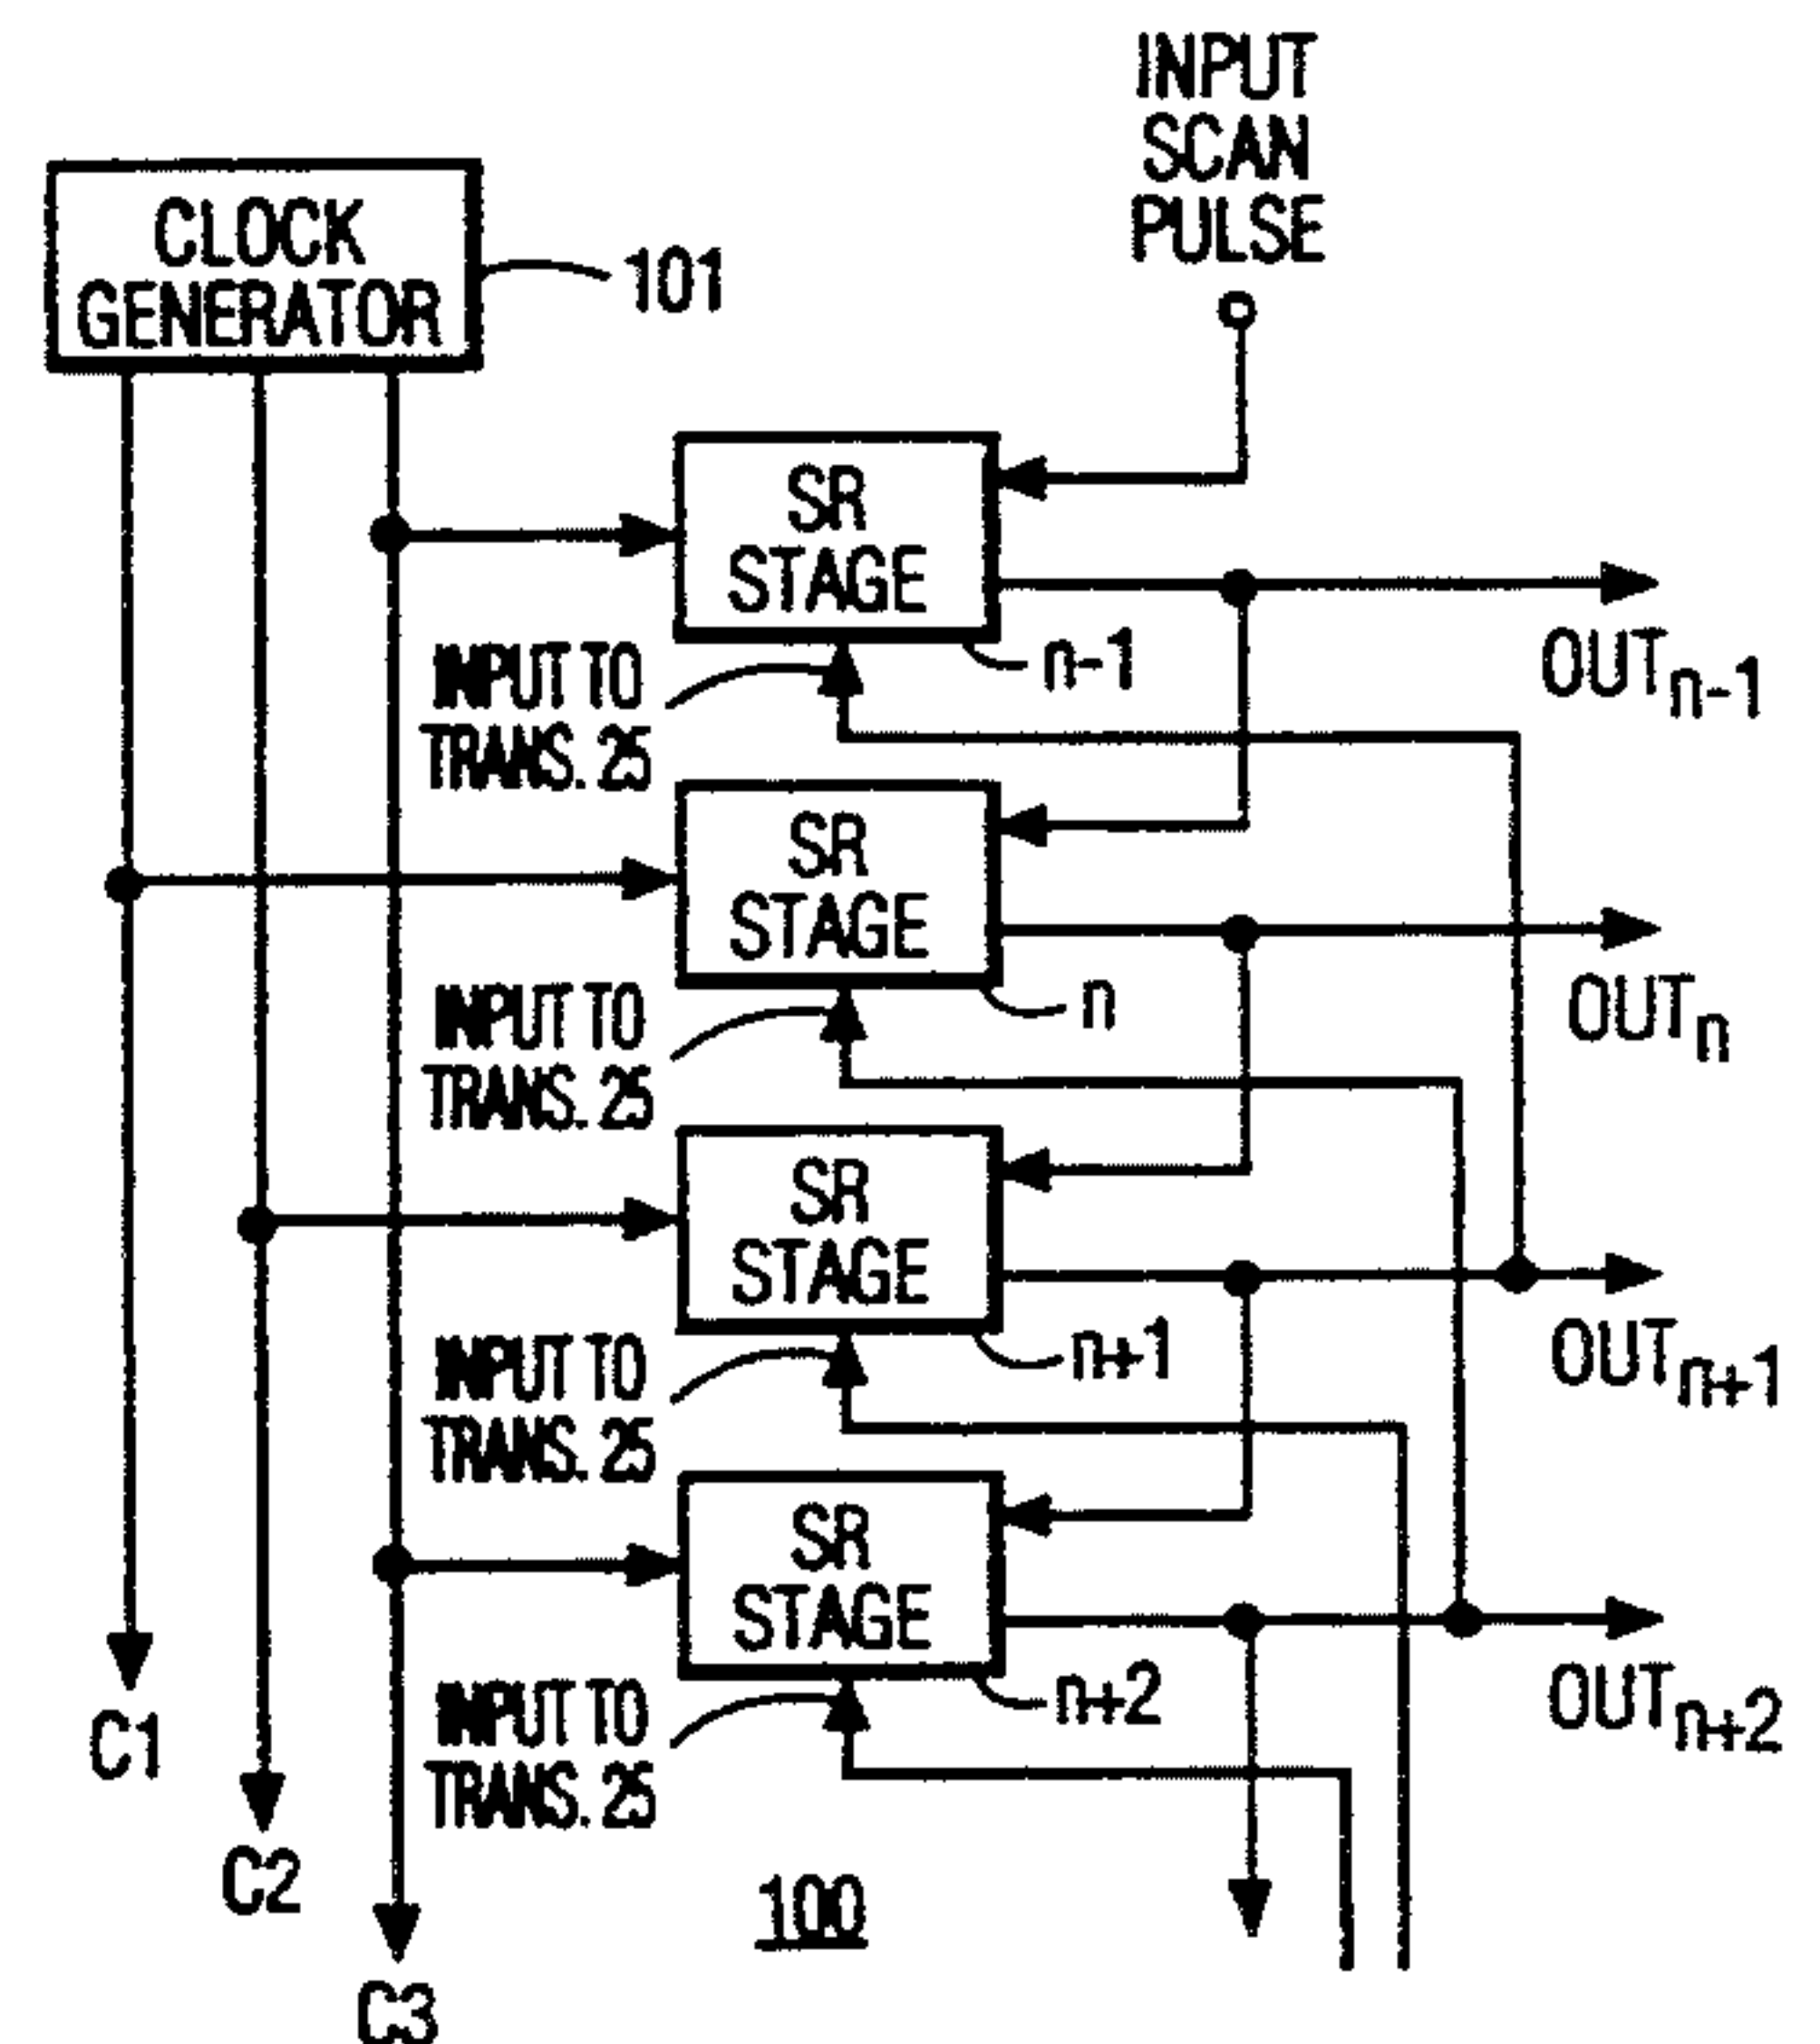 INPUT
SCAN
PULSE
CLOCK
GENERATOR
101
SR
STAGE
n-1
OUTn-1
INPUT TO
TRANS. 25
SR
STAGE
n
OUTn
INPUT TO
TRANS. 25
SR
STAGE
n+1
OUTn+1
INPUT TO
TRANS. 25
SR
STAGE
n+2
OUTn+2
INPUT TO
TRANS. 25
C1
C2
100
C3